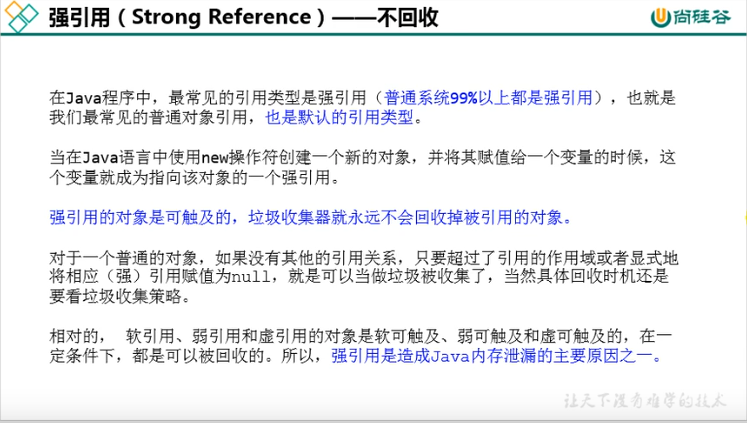 强引用（Strong Reference）——不回收
尚硅谷
在Java程序中，最常见的引用类型是强引用（普通系统99%以上都是强引用），也就是
我们最常见的普通对象引用，也是默认的引用类型。
当在Java语言中使用new操作符创建一个新的对象，并将其赋值给一个变量的时候，这
个变量就成为指向该对象的一个强引用。
强引用的对象是可触及的，垃圾收集器就永远不会回收掉被引用的对象。
对于一个普通的对象，如果没有其他的引用关系，只要超过了引用的作用域或者显式地
将相应（强）引用赋值为null，就是可以当做垃圾被收集了，当然具体回收时机还是
要看垃圾收集策略。
相对的， 软引用、弱引用和虚引用的对象是软可触及、弱可触及和虚可触及的，在一
定条件下，都是可以被回收的。所以，强引用是造成Java内存泄漏的主要原因之一。
让天下没有难学的技术